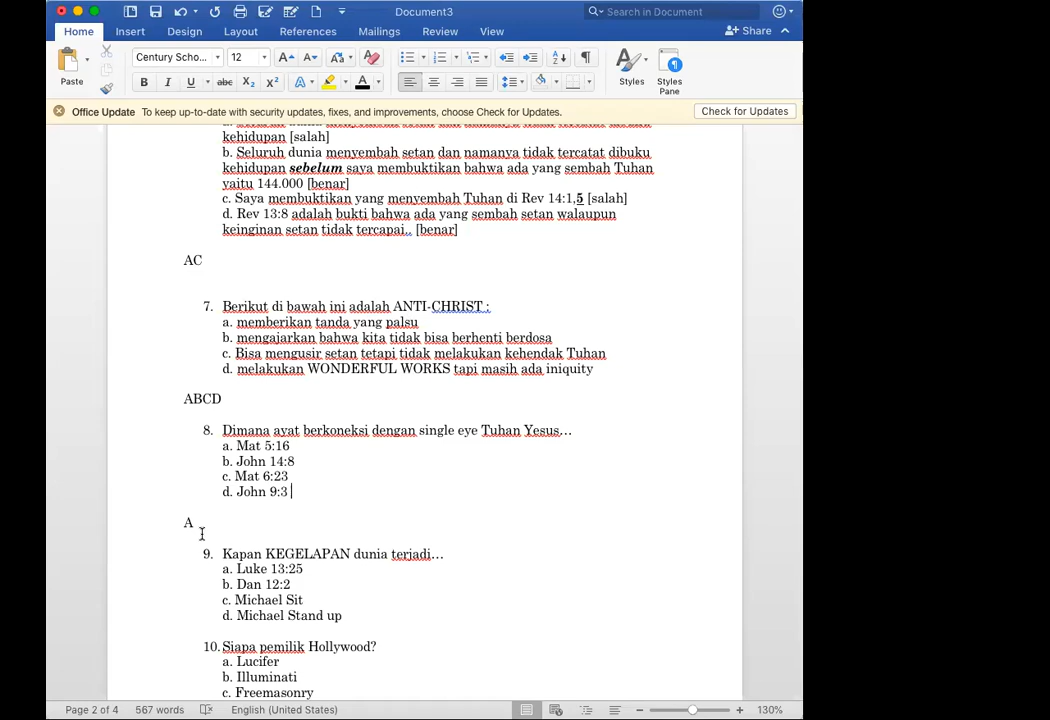 Document3
Search in Document
Home Insert Design Layout References Mailings Review View
Share
Paste
Century Scho...
12
Styles
Styles Pane
Office Update To keep up-to-date with security updates, fixes, and improvements, choose Check for Updates.
Check for Updates
kehidupan [salah]
b. Seluruh dunia menyembah setan dan namanya tidak tercatat dibuku
kehidupan sebelum saya membuktikan bahwa ada yang sembah Tuhan
yaitu 144.000 [benar]
c. Saya membuktikan yang menyembah Tuhan di Rev 14:1,5 [salah]
d. Rev 13:8 adalah bukti bahwa ada yang sembah setan walaupun
keinginan setan tidak tercapai.. [benar]
AC
7. Berikut di bawah ini adalah ANTI-CHRIST :
a. memberikan tanda yang palsu
b. mengajarkan bahwa kita tidak bisa berhenti berdosa
c. Bisa mengusir setan tetapi tidak melakukan kehendak Tuhan
d. melakukan WONDERFUL WORKS tapi masih ada iniquity
ABCD
8. Dimana ayat berkoneksi dengan single eye Tuhan Yesus…
a. Mat 5:16
b. John 14:8
c. Mat 6:23
d. John 9:3
A
9. Kapan KEGELAPAN dunia terjadi…
a. Luke 13:25
b. Dan 12:2
c. Michael Sit
d. Michael Stand up
10. Siapa pemilik Hollywood?
a. Lucifer
b. Illuminati
c. Freemasonry
Page 2 of 4 567 words English (United States) 130%